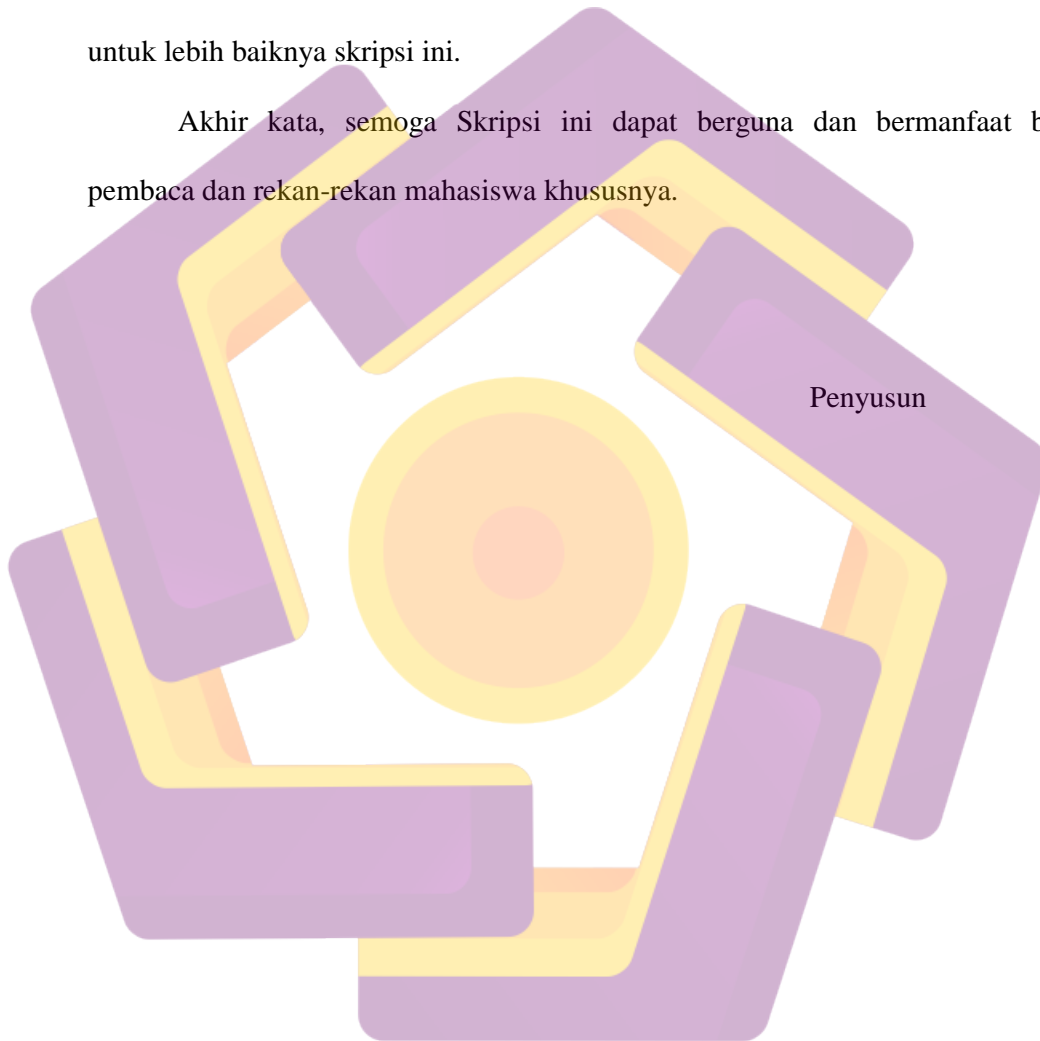 untuk lebih baiknya skripsi ini.
Akhir kata, semoga Skripsi ini dapat berguna dan bermanfaat
pembaca dan rekan-rekan mahasiswa khususnya.
Penyusun